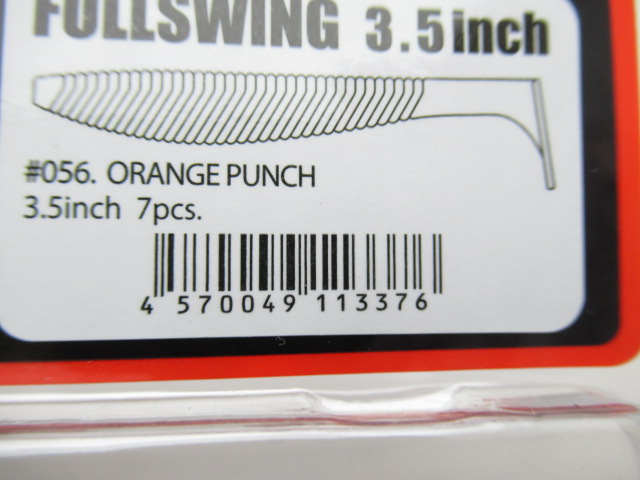 FULLSWING 3.5inch
#056. ORANGE PUNCH
3.5inch 7pcs.
4 570049 113376